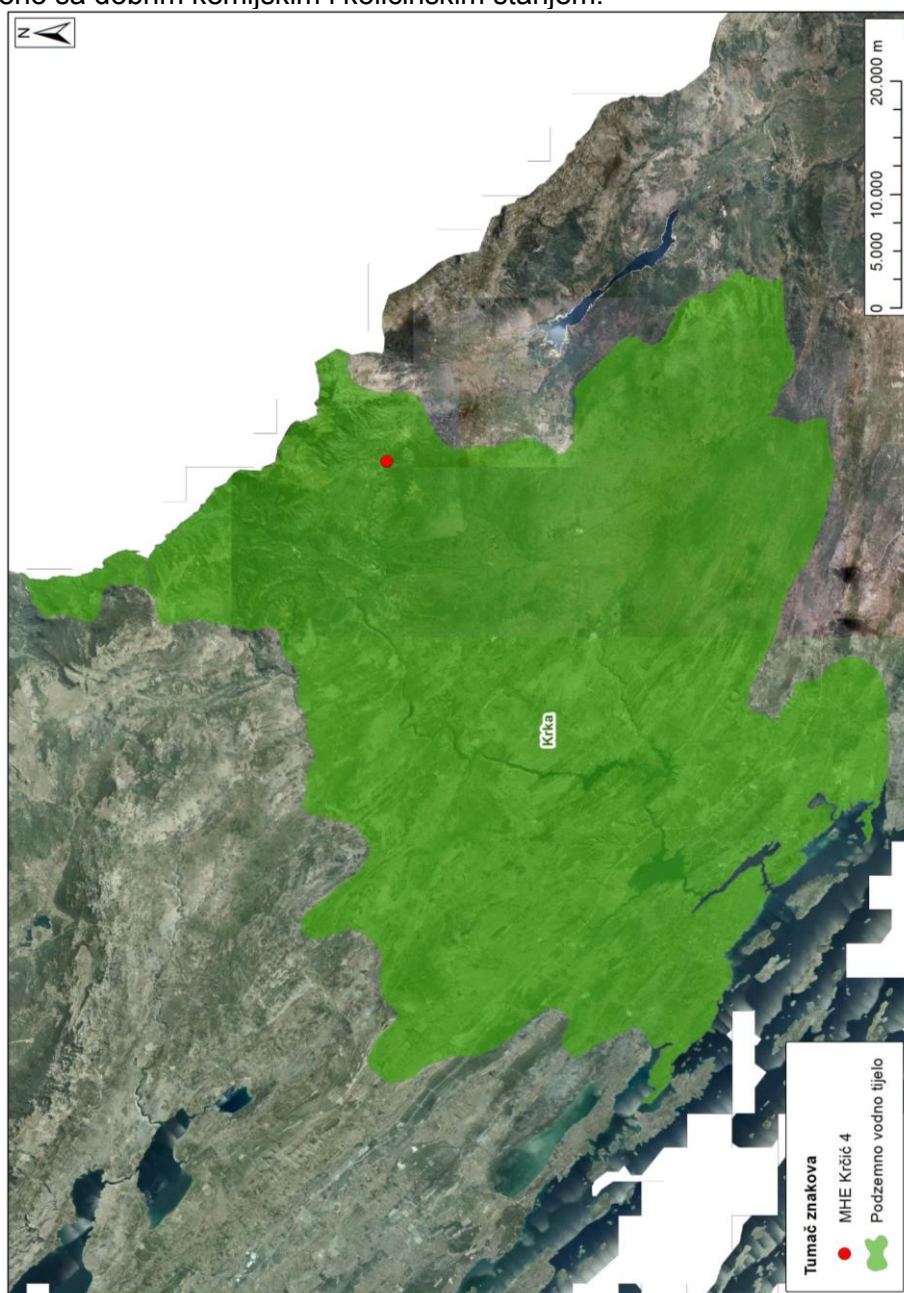 sa dobrim kemijskim i količinskim stanjem.
N
Krka
0 5.000 10.000 20.000 m
Tumač znakova
MHE Krčić 4
Podzemno vodno tijelo